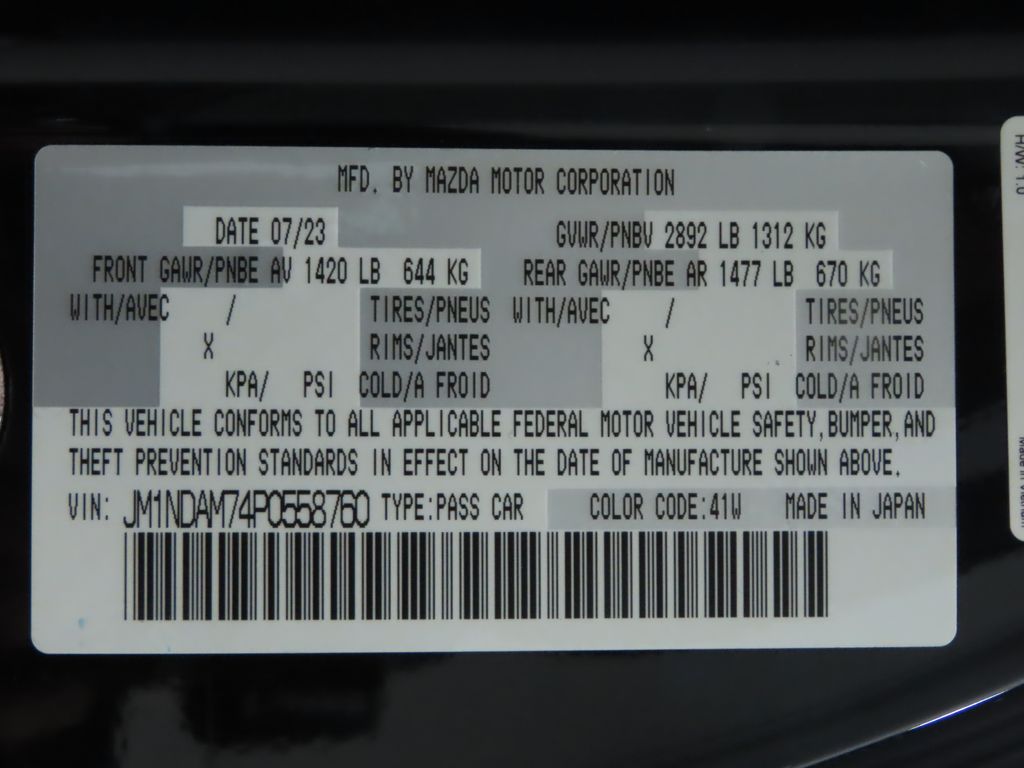 MFD. BY MAZDA MOTOR CORPORATION
DATE 07/23 GVWR/PNBV 2892 LB 1312 KG
FRONT GAWR/PNBE AV 1420 LB 644 KG REAR GAWR/PNBE AR 1477 LB 670 KG
WITH/AVEC / TIRES/PNEUS WITH/AVEC / TIRES/PNEUS
X RIMS/JANTES X RIMS/JANTES
KPA/ PSI COLD/A FROID KPA/ PSI COLD/A FROID
THIS VEHICLE CONFORMS TO ALL APPLICABLE FEDERAL MOTOR VEHICLE SAFETY, BUMPER, AND
THEFT PREVENTION STANDARDS IN EFFECT ON THE DATE OF MANUFACTURE SHOWN ABOVE.
VIN: JM1NDAM74P0558760 TYPE:PASS CAR COLOR CODE:41W MADE IN JAPAN
H/W: 1.0
Made in